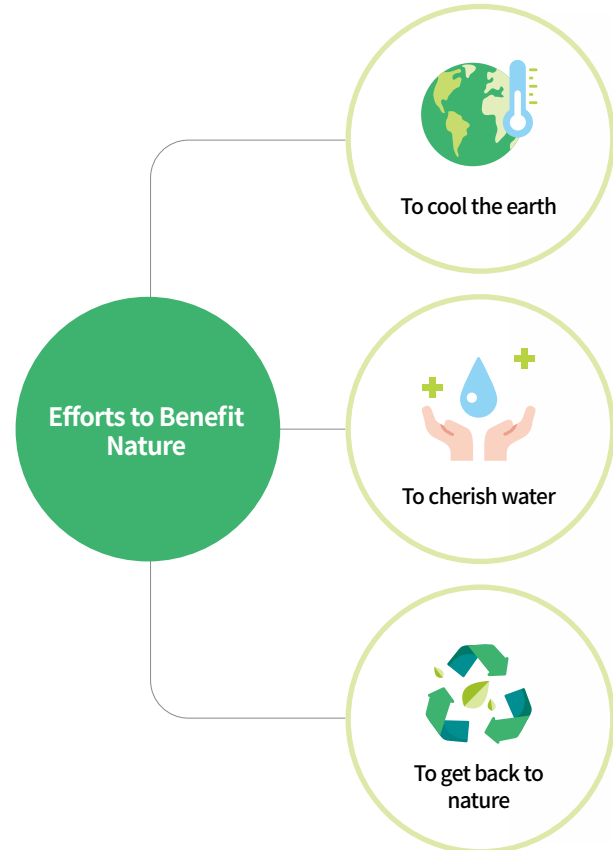 To cool the earth
Efforts to Benefit
Nature
To cherish water
To get back to
nature